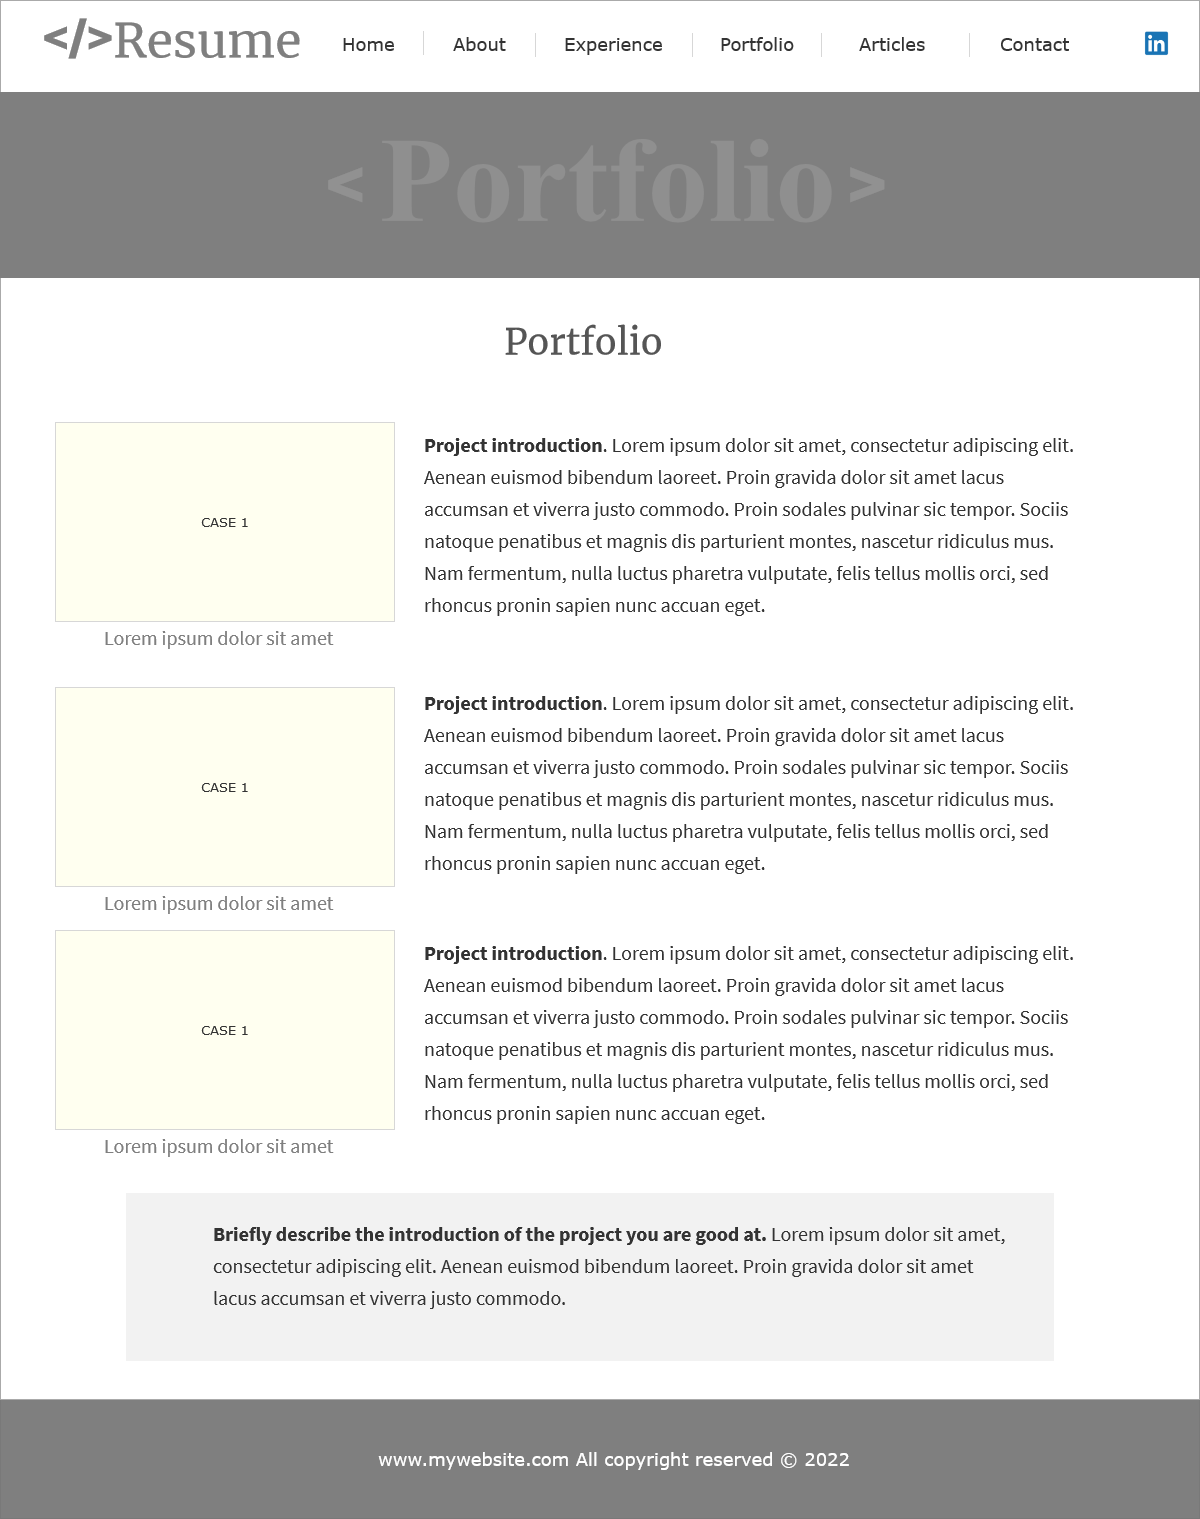 </>Resume Home About Experience Portfolio Articles Contact in
<Portfolio>
Portfolio
CASE 1
Lorem ipsum dolor sit amet
Project introduction. Lorem ipsum dolor sit amet, consectetur adipiscing elit.
Aenean euismod bibendum laoreet. Proin gravida dolor sit amet lacus
accumsan et viverra justo commodo. Proin sodales pulvinar sic tempor. Sociis
natoque penatibus et magnis dis parturient montes, nascetur ridiculus mus.
Nam fermentum, nulla luctus pharetra vulputate, felis tellus mollis orci, sed
rhoncus pronin sapien nunc accuan eget.
CASE 1
Lorem ipsum dolor sit amet
Project introduction. Lorem ipsum dolor sit amet, consectetur adipiscing elit.
Aenean euismod bibendum laoreet. Proin gravida dolor sit amet lacus
accumsan et viverra justo commodo. Proin sodales pulvinar sic tempor. Sociis
natoque penatibus et magnis dis parturient montes, nascetur ridiculus mus.
Nam fermentum, nulla luctus pharetra vulputate, felis tellus mollis orci, sed
rhoncus pronin sapien nunc accuan eget.
CASE 1
Lorem ipsum dolor sit amet
Project introduction. Lorem ipsum dolor sit amet, consectetur adipiscing elit.
Aenean euismod bibendum laoreet. Proin gravida dolor sit amet lacus
accumsan et viverra justo commodo. Proin sodales pulvinar sic tempor. Sociis
natoque penatibus et magnis dis parturient montes, nascetur ridiculus mus.
Nam fermentum, nulla luctus pharetra vulputate, felis tellus mollis orci, sed
rhoncus pronin sapien nunc accuan eget.
Briefly describe the introduction of the project you are good at. Lorem ipsum dolor sit amet,
consectetur adipiscing elit. Aenean euismod bibendum laoreet. Proin gravida dolor sit amet
lacus accumsan et viverra justo commodo.
www.mywebsite.com All copyright reserved © 2022